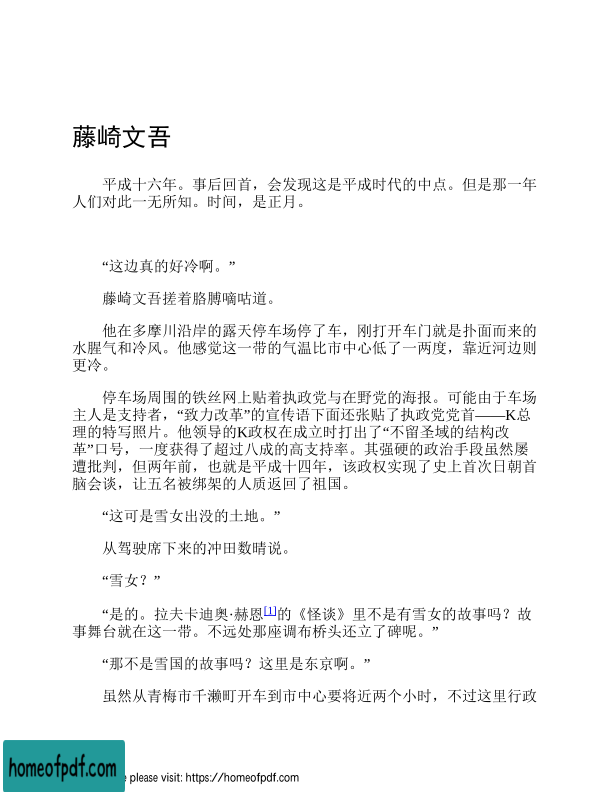 藤崎文吾
平成十六年。事后回首，会发现这是平成时代的中点。但是那一年
人们对此一无所知。时间，是正月。
“这边真的好冷啊。”
藤崎文吾搓着胳膊嘀咕道。
他在多摩川沿岸的露天停车场停了车，刚打开车门就是扑面而来的
水腥气和冷风。他感觉这一带的气温比市中心低了一两度，靠近河边则
更冷。
停车场周围的铁丝网上贴着执政党与在野党的海报。可能由于车场
主人是支持者，“致力改革”的宣传语下面还张贴了执政党党首——K总
理的特写照片。他领导的K政权在成立时打出了“不留圣域的结构改
革”口号，一度获得了超过八成的高支持率。其强硬的政治手段虽然屡
遭批判，但两年前，也就是平成十四年，该政权实现了史上首次日朝首
脑会谈，让五名被绑架的人质返回了祖国。
“这可是雪女出没的土地。”
从驾驶席下来的冲田数晴说。
“雪女？”
“是的。拉夫卡迪奥·赫恩[1]的《怪谈》里不是有雪女的故事吗？故
事舞台就在这一带。不远处那座调布桥头还立了碑呢。”
“那不是雪国的故事吗？这里是东京啊。”
虽然从青梅市千濑町开车到市中心要将近两个小时，不过这里行政
homeofpdf.com
e please visit: https://homeofpdf.com